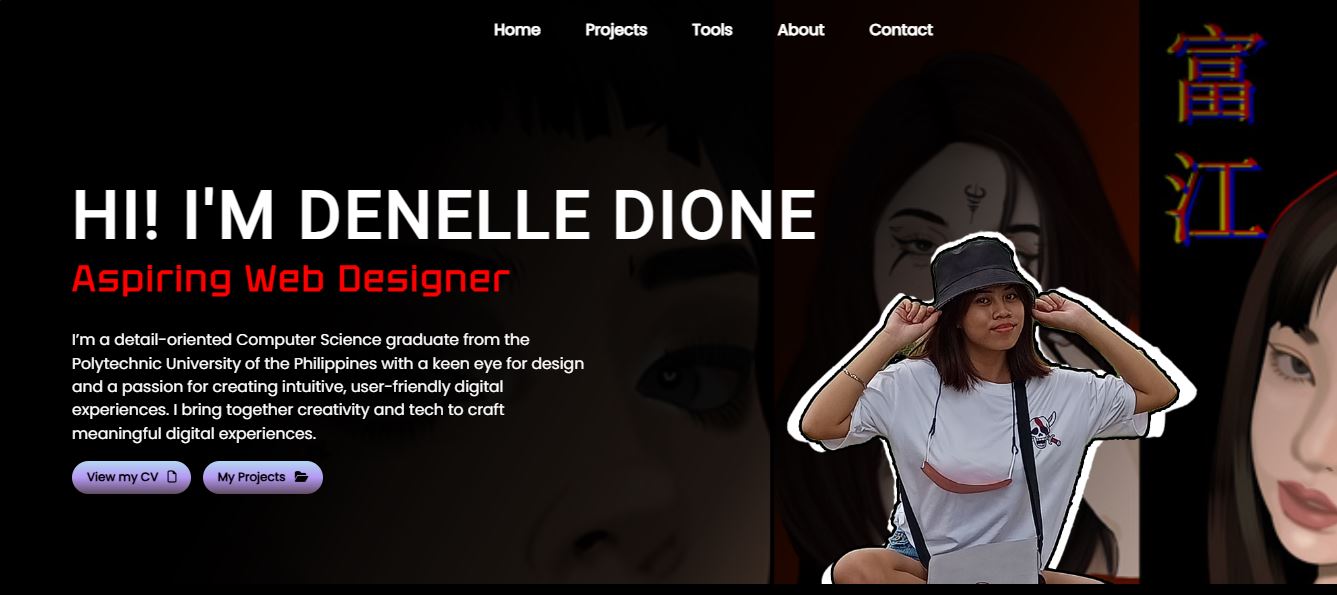 Home Projects Tools About Contact
富
江
HI! I'M DENELLE DIONE
Aspiring Web Designer
I'm a detail-oriented Computer Science graduate from the
Polytechnic University of the Philippines with a keen eye for design
and a passion for creating intuitive, user-friendly digital
experiences. I bring together creativity and tech to craft
meaningful digital experiences.
View my CV My Projects